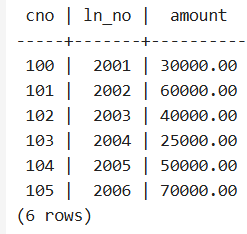 cno | ln_no | amount
-----+-------+----------
100 | 2001 | 30000.00
101 | 2002 | 60000.00
102 | 2003 | 40000.00
103 | 2004 | 25000.00
104 | 2005 | 50000.00
105 | 2006 | 70000.00
(6 rows)